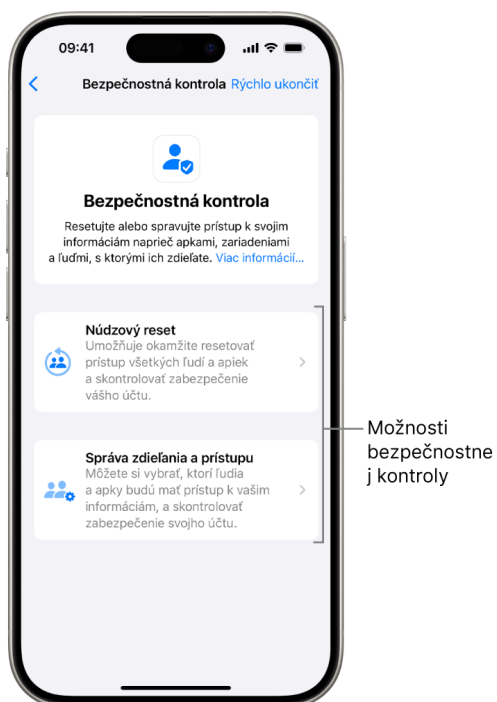 09:41
Bezpečnostná kontrola Rýchlo ukončiť
Bezpečnostná kontrola
Resetujte alebo spravujte prístup k svojim
informáciám naprieč apkami, zariadeniami
a ľuďmi, s ktorými ich zdieľate. Viac informácií...
Núdzový reset
Umožňuje okamžite resetovať
prístup všetkých ľudí a apiek
a skontrolovať zabezpečenie
vášho účtu.
Správa zdieľania a prístupu
Môžete si vybrať, ktorí ľudia
a apky budú mať prístup k vašim
informáciám, a skontrolovať
zabezpečenie svojho účtu.
Možnosti
bezpečnostne
j kontroly